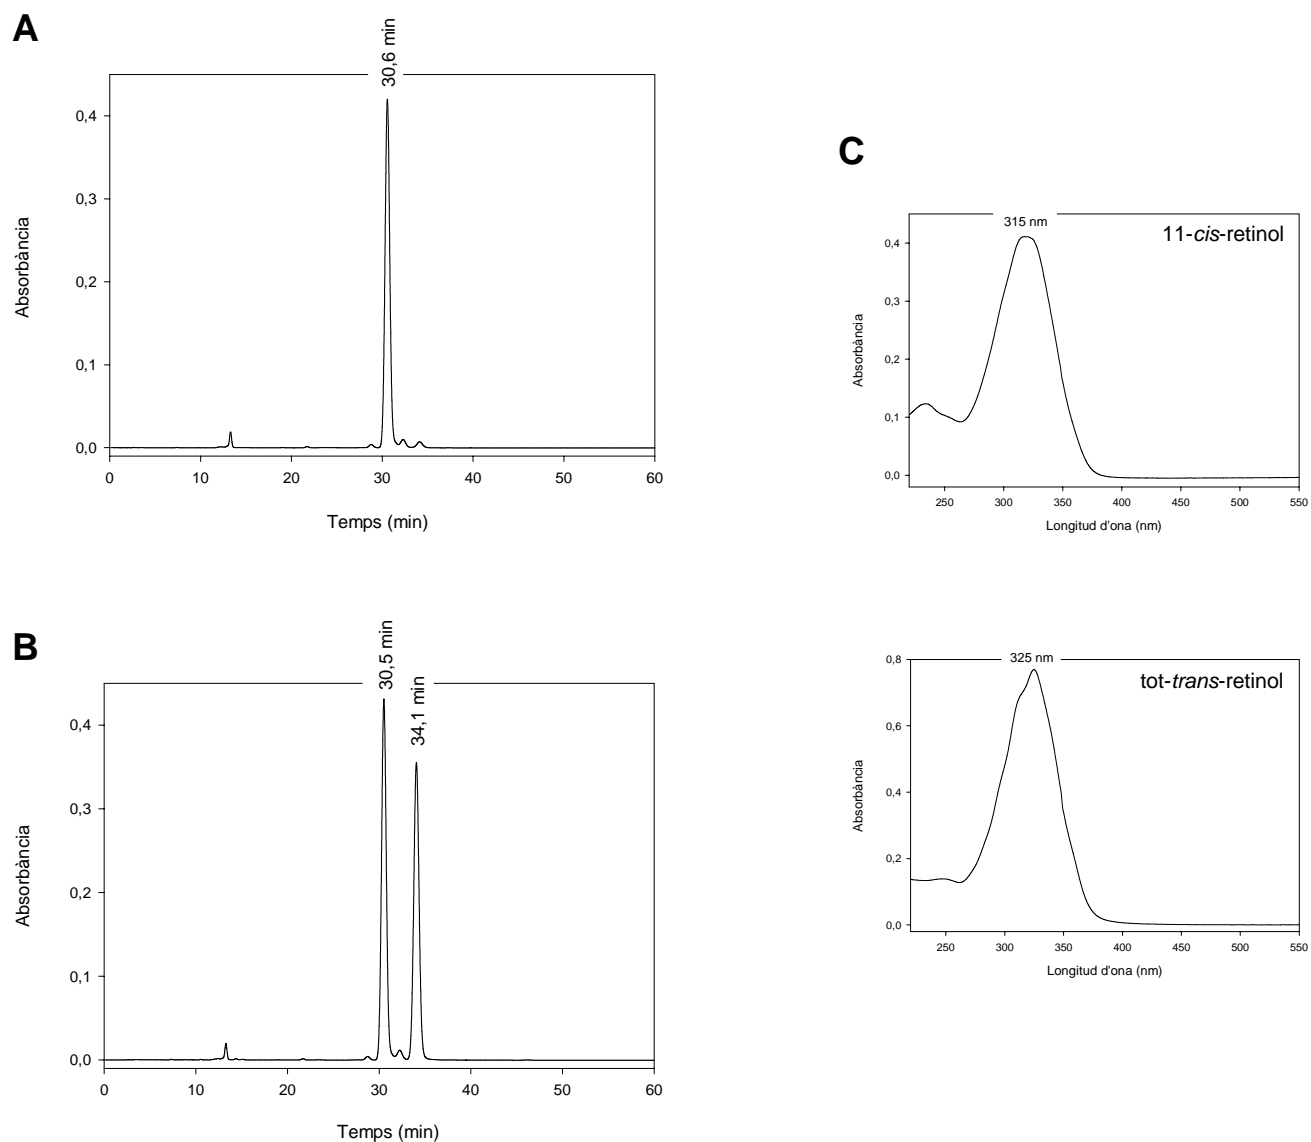 A
30,6 min
Absorbància
0,4
0,3
0,2
0,1
0,0
0 10 20 30 40 50 60
Temps (min)
B
30,5 min
34,1 min
Absorbància
0,4
0,3
0,2
0,1
0,0
0 10 20 30 40 50 60
Temps (min)
C
315 nm
11-cis-retinol
Absorbància
0,4
0,3
0,2
0,1
0,0
250 300 350 400 450 500 550
Longitud d'ona (nm)
325 nm
tot-trans-retinol
Absorbància
0,8
0,6
0,4
0,2
0,0
250 300 350 400 450 500 550
Longitud d'ona (nm)